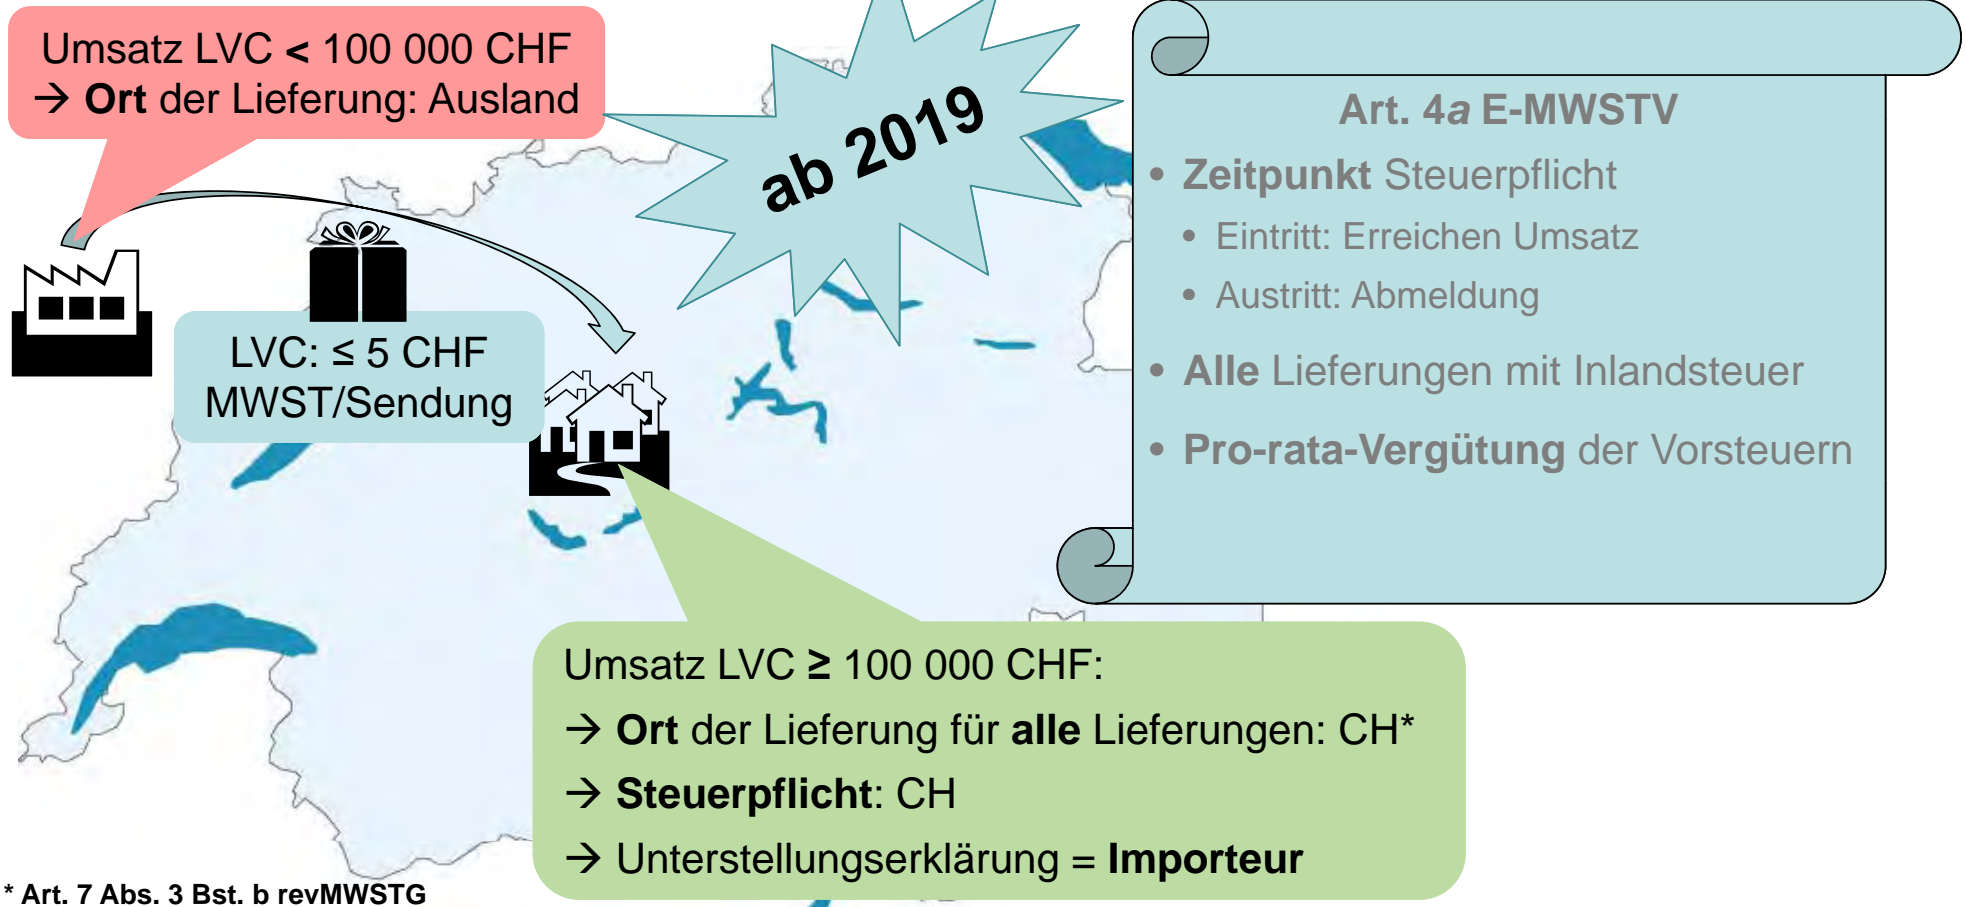 Umsatz LVC < 100 000 CHF
→ Ort der Lieferung: Ausland
ab 2019
LVC: ≤ 5 CHF
MWST/Sendung
Art. 4a E-MWSTV
• Zeitpunkt Steuerpflicht
• Eintritt: Erreichen Umsatz
• Austritt: Abmeldung
• Alle Lieferungen mit Inlandsteuer
• Pro-rata-Vergütung der Vorsteuern
Umsatz LVC ≥ 100 000 CHF:
→ Ort der Lieferung für alle Lieferungen: CH*
→ Steuerpflicht: CH
→ Unterstellungserklärung = Importeur
* Art. 7 Abs. 3 Bst. b revMWSTG